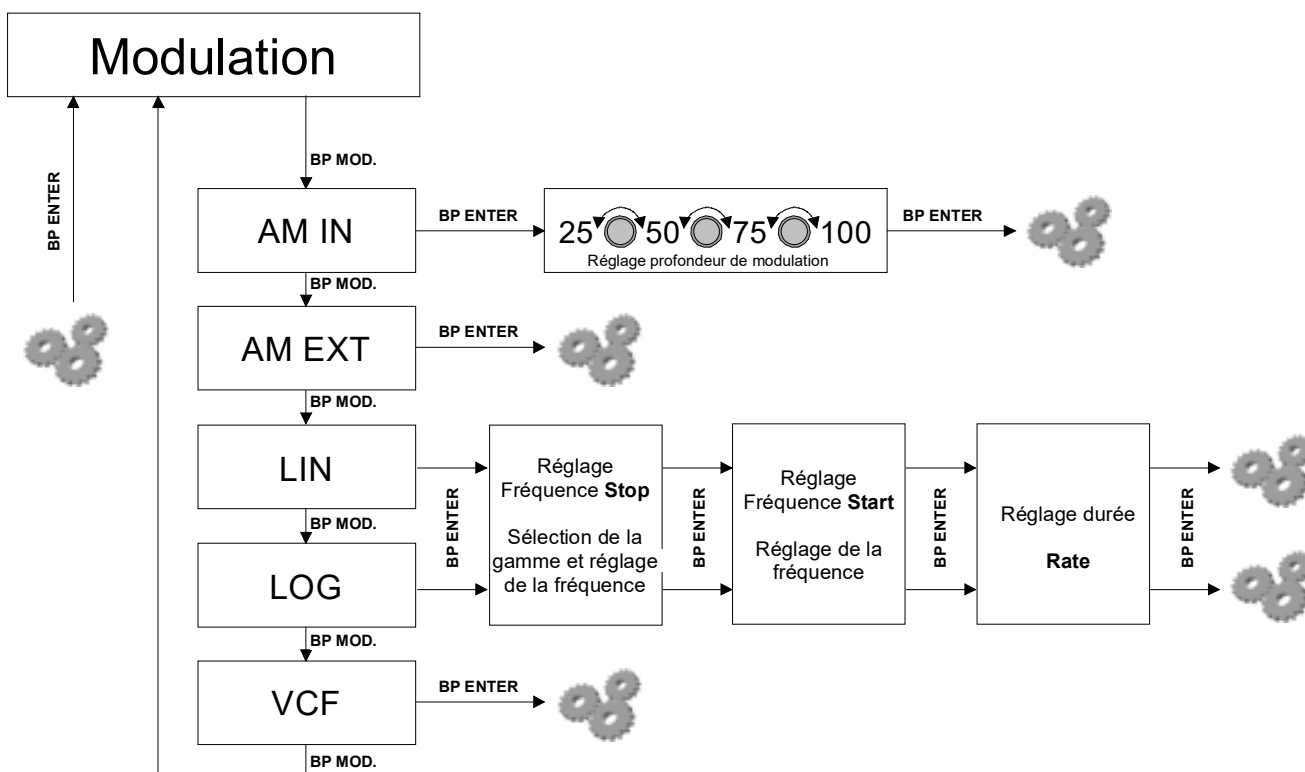 Modulation
BP ENTER
BP MOD.
AM IN
BP ENTER
25 50 75 100
Réglage profondeur de modulation
BP ENTER
BP MOD.
AM EXT
BP ENTER
BP MOD.
LIN
BP MOD.
LOG
BP ENTER
Réglage
Fréquence Stop
Sélection de la
gamme et réglage
de la fréquence
BP ENTER
Réglage
Fréquence Start
Réglage de la
fréquence
BP ENTER
Réglage durée
Rate
BP ENTER
BP MOD.
VCF
BP ENTER
BP MOD.